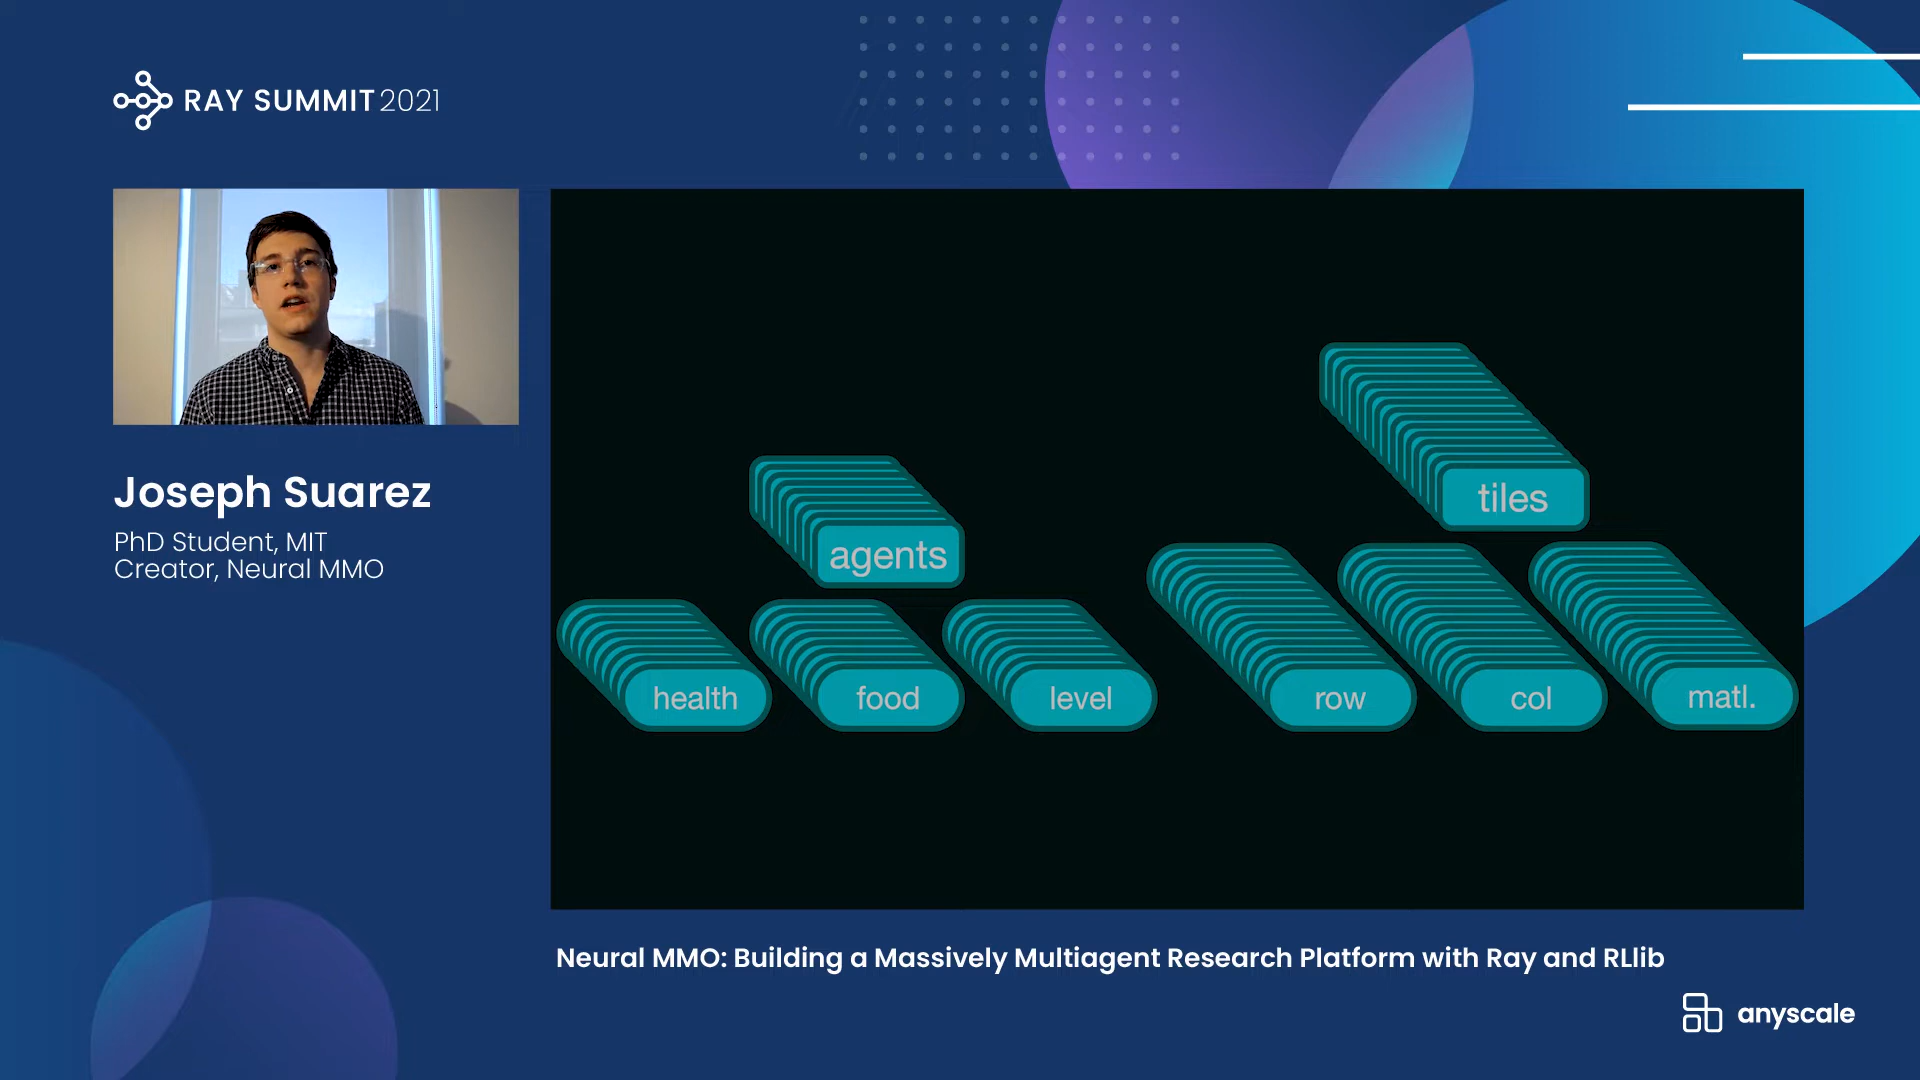 RAY SUMMIT 2021
Joseph Suarez
PhD Student, MIT
Creator, Neural MMO
agents
health
food
level
tiles
row
col
matl.
Neural MMO: Building a Massively Multiagent Research Platform with Ray and RLlib
anyscale